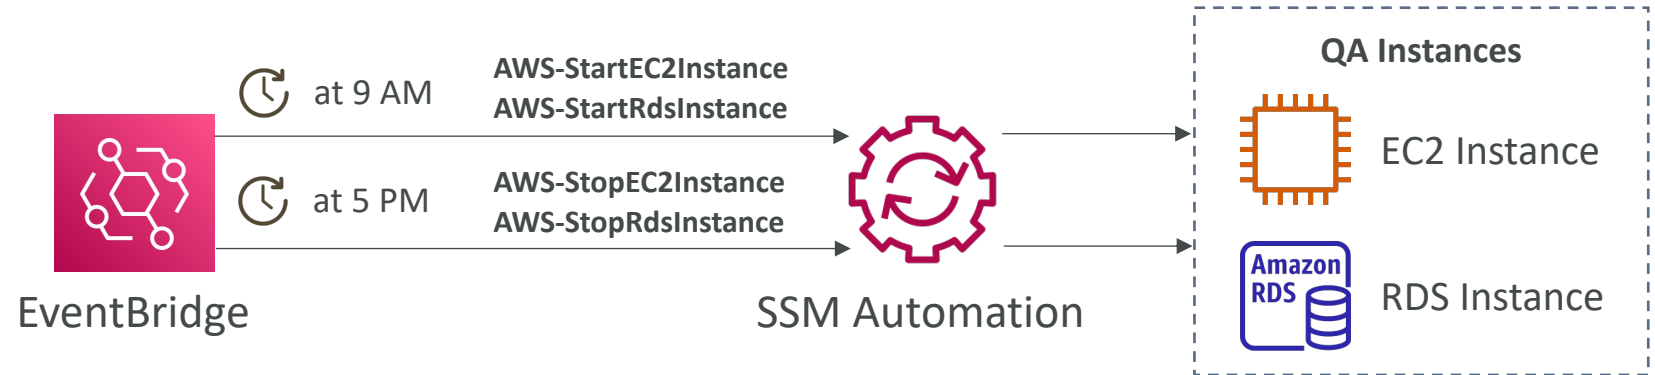 at 9 AM
AWS-StartEC2Instance
AWS-StartRdsInstance
at 5 PM
AWS-StopEC2Instance
AWS-StopRdsInstance
EventBridge
SSM Automation
QA Instances
EC2 Instance
Amazon
RDS
RDS Instance